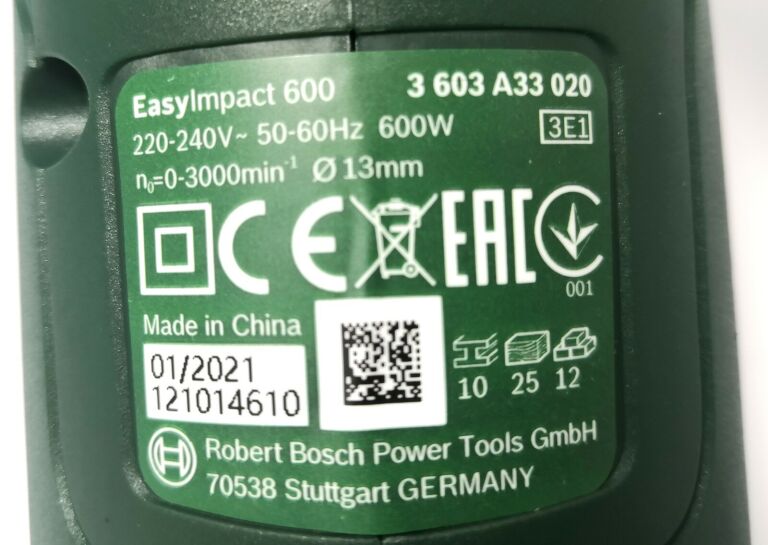 EasyImpact 600 3 603 A33 020
220-240V~ 50-60Hz 600W 3E1
n₀=0-3000min⁻¹ Ø 13mm
CE EAC
001
Made in China
01/2021
121014610
10 25 12
Robert Bosch Power Tools GmbH
70538 Stuttgart GERMANY